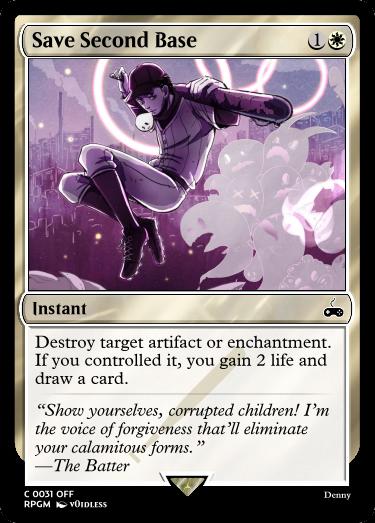 Save Second Base 1
Instant
Destroy target artifact or enchantment.
If you controlled it, you gain 2 life and
draw a card.
“Show yourselves, corrupted children! I’m
the voice of forgiveness that’ll eliminate
your calamitous forms.”
—The Batter
C 0031 OFF
RPGM vOIDLESS
Denny